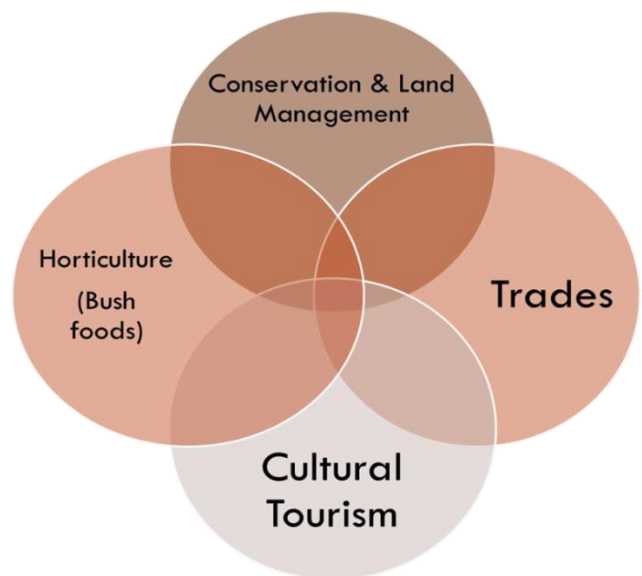 Conservation & Land
Management
Horticulture
(Bush
foods)
Trades
Cultural
Tourism